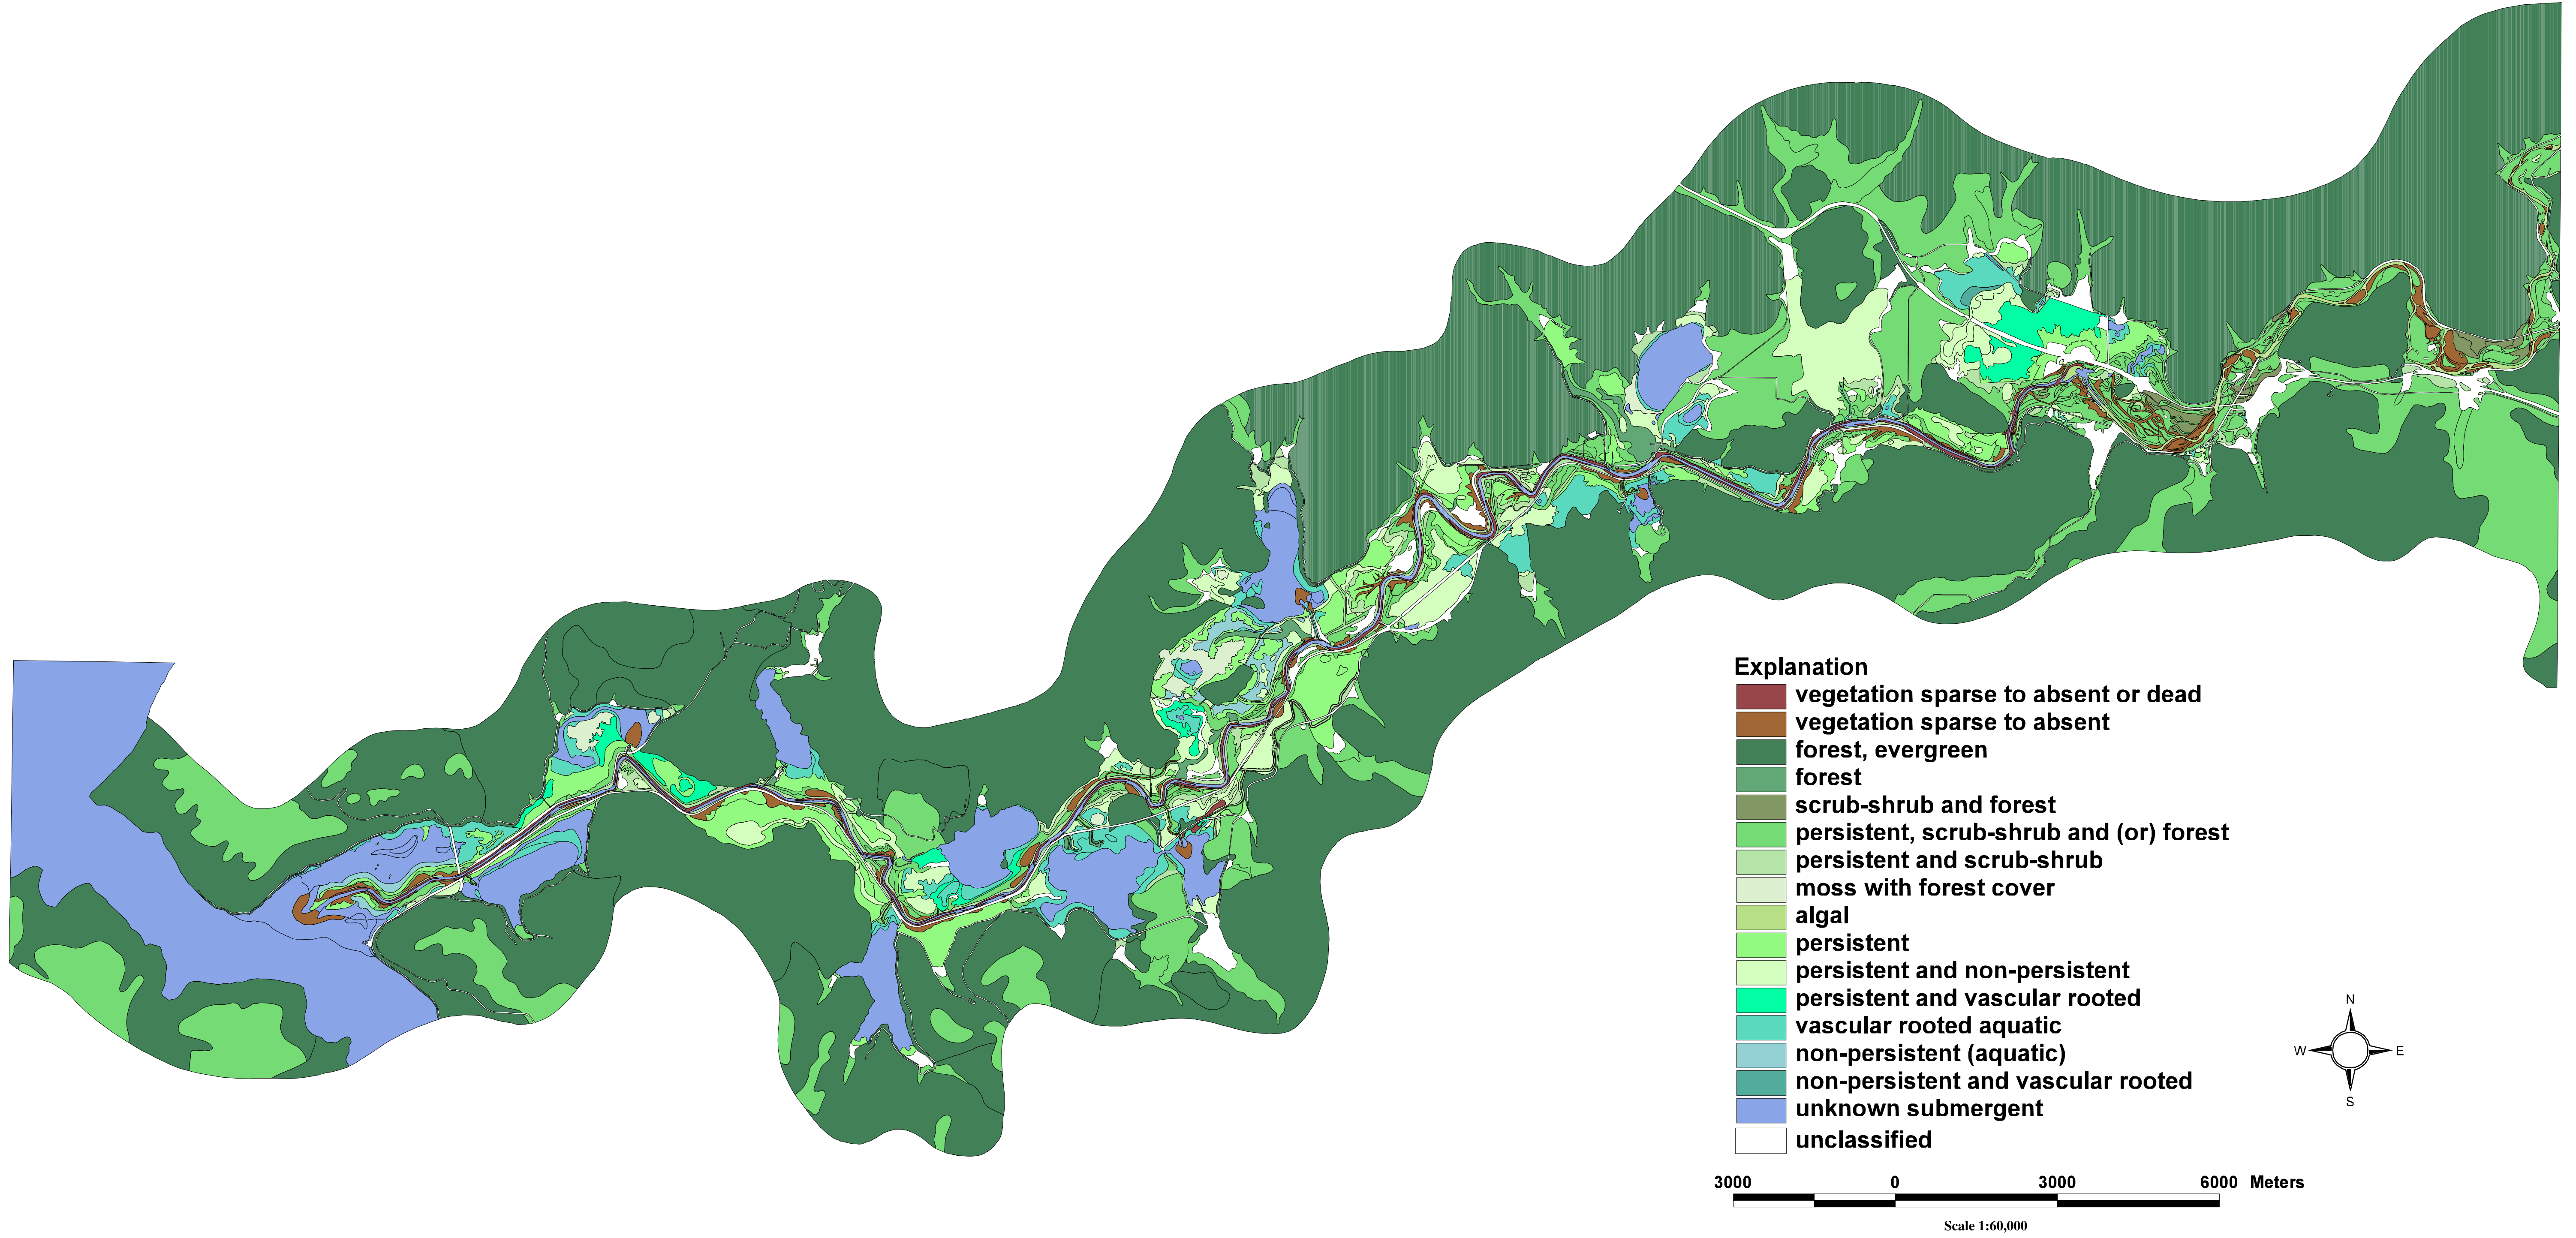 Explanation
vegetation sparse to absent or dead
vegetation sparse to absent
forest, evergreen
forest
scrub-shrub and forest
persistent, scrub-shrub and (or) forest
persistent and scrub-shrub
moss with forest cover
algal
persistent
persistent and non-persistent
persistent and vascular rooted
vascular rooted aquatic
non-persistent (aquatic)
non-persistent and vascular rooted
unknown submergent
unclassified
N
W E
S
3000 0 3000 6000 Meters
Scale 1:60,000